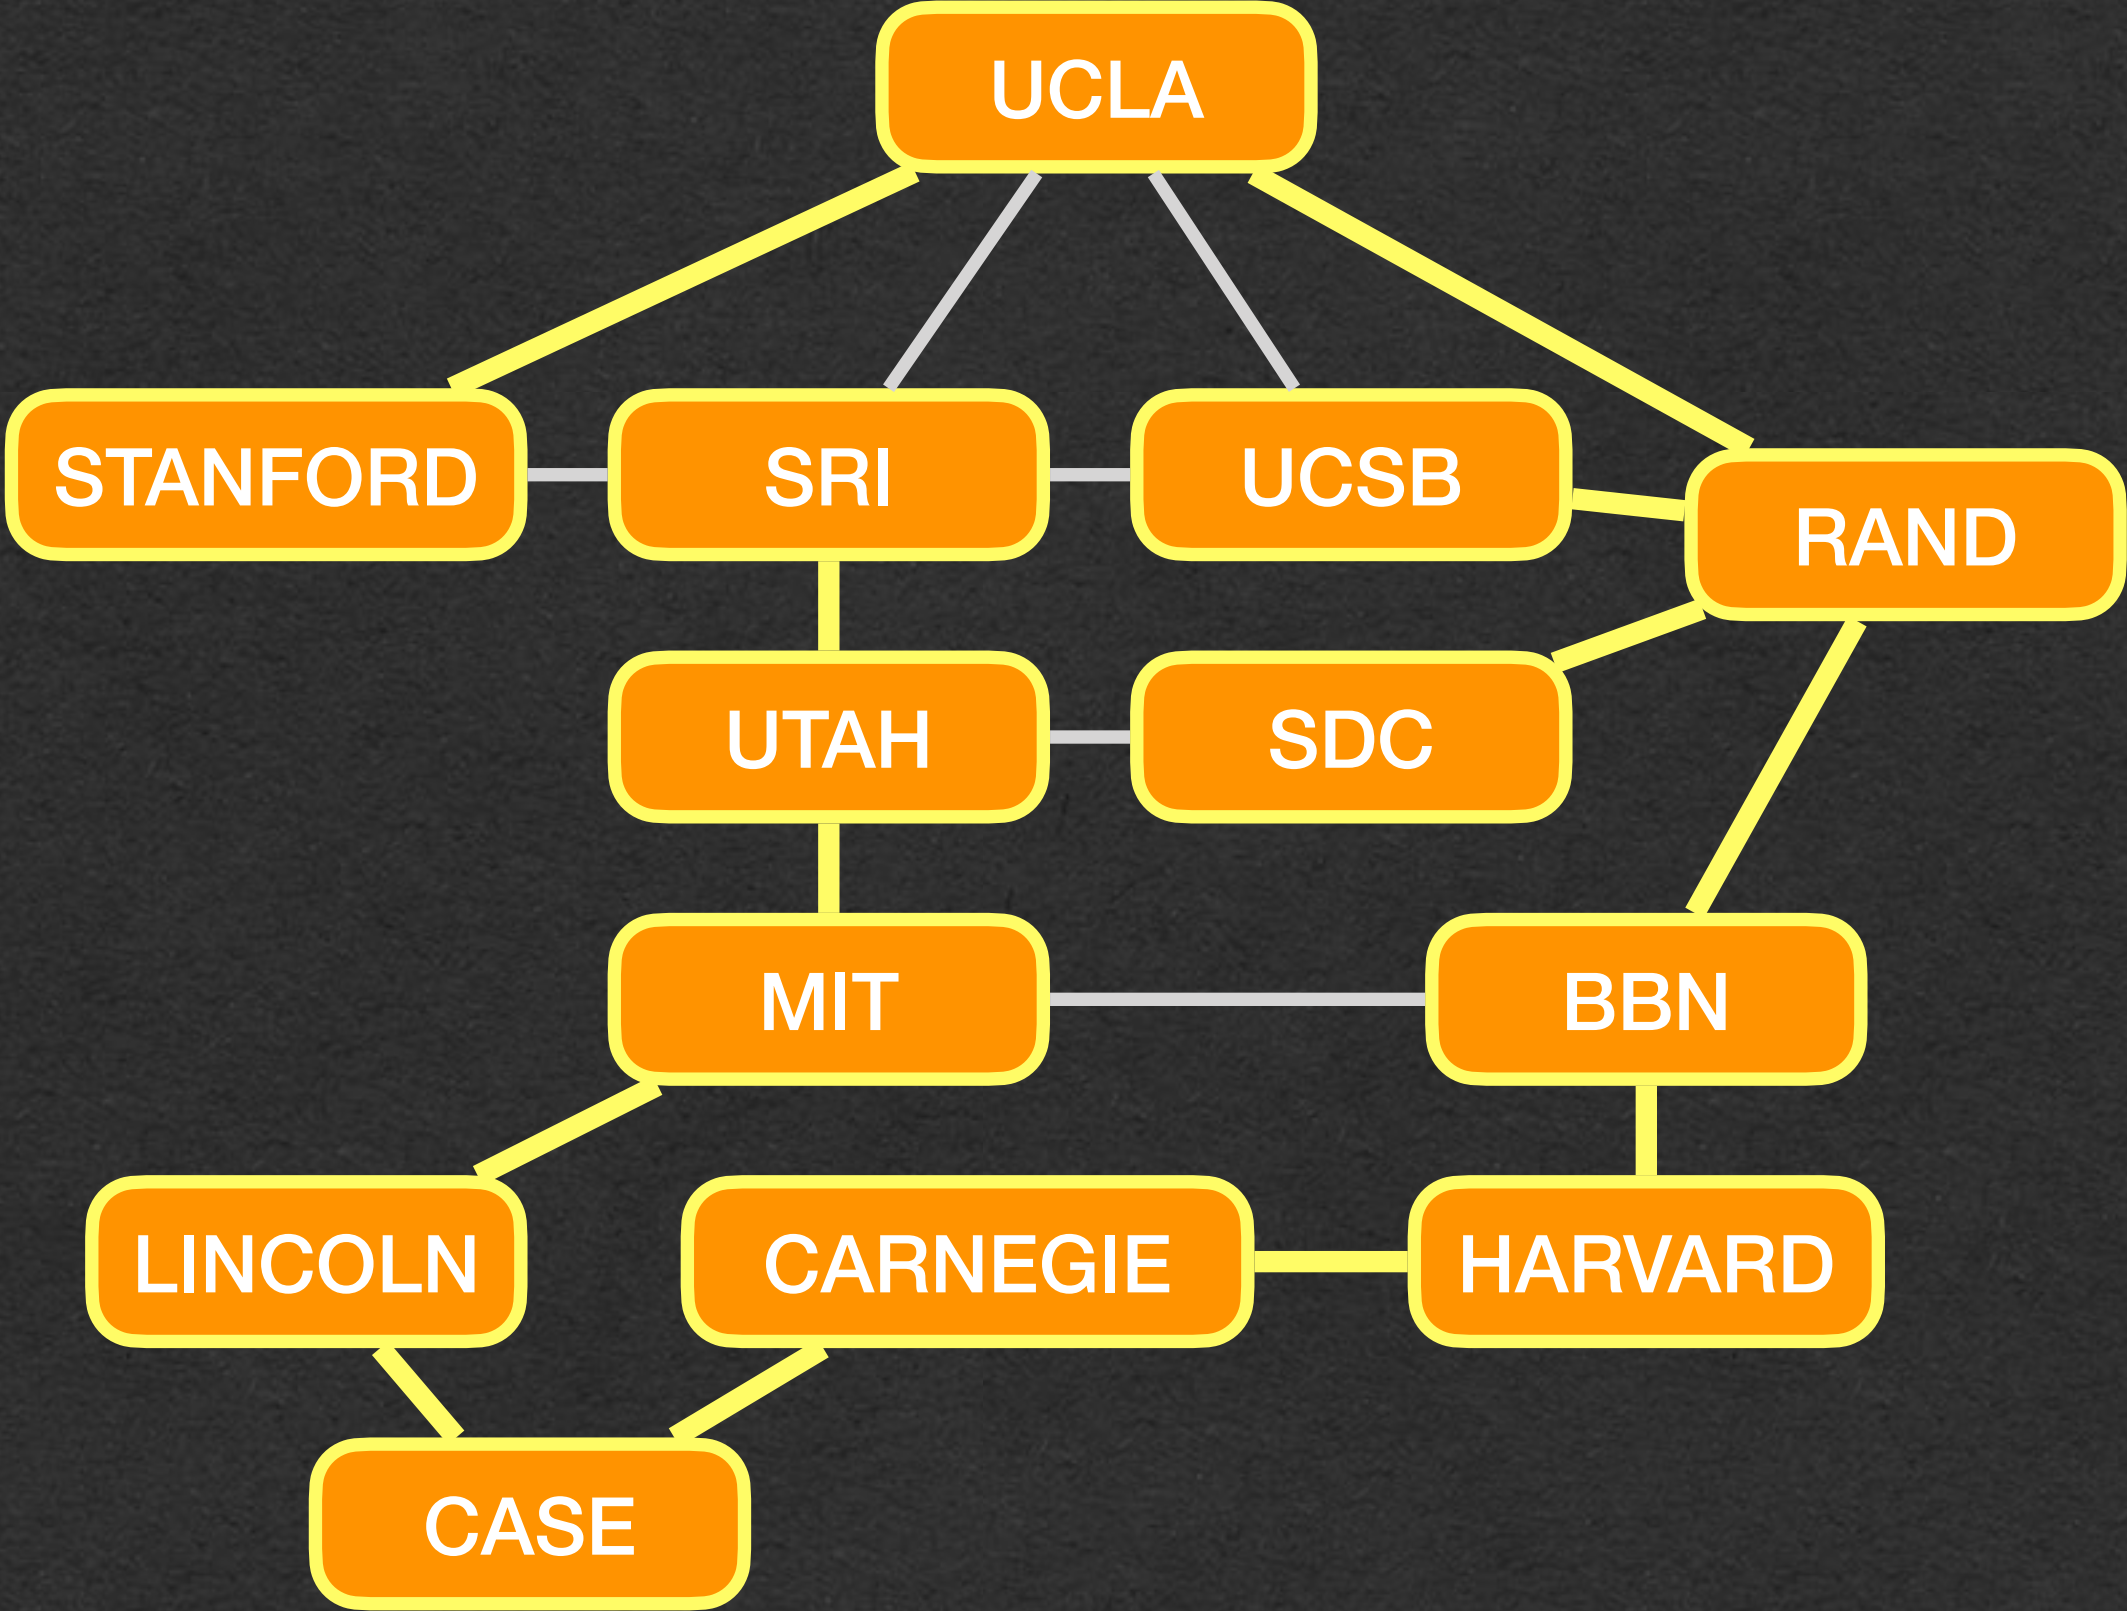 UCLA
STANFORD
SRI
UCSB
RAND
UTAH
SDC
MIT
BBN
LINCOLN
CARNEGIE
HARVARD
CASE